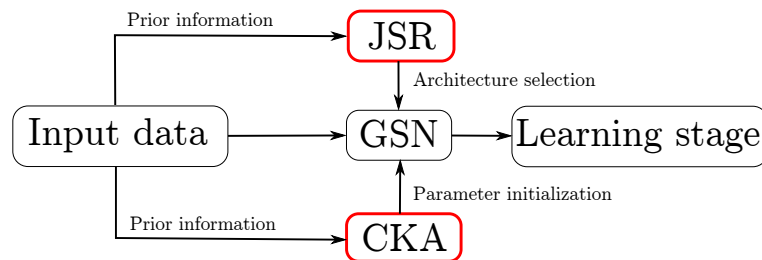 Prior information
JSR
Architecture selection
Input data
GSN
Learning stage
Parameter initialization
Prior information
CKA